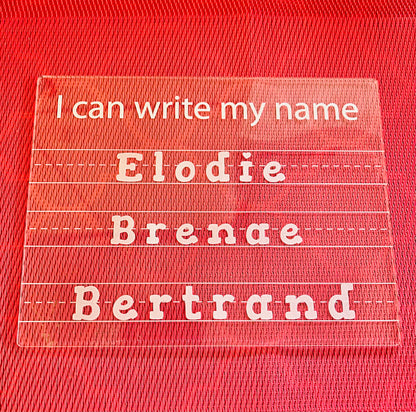 I can write my name
Elodie
Brenae
Bertrand